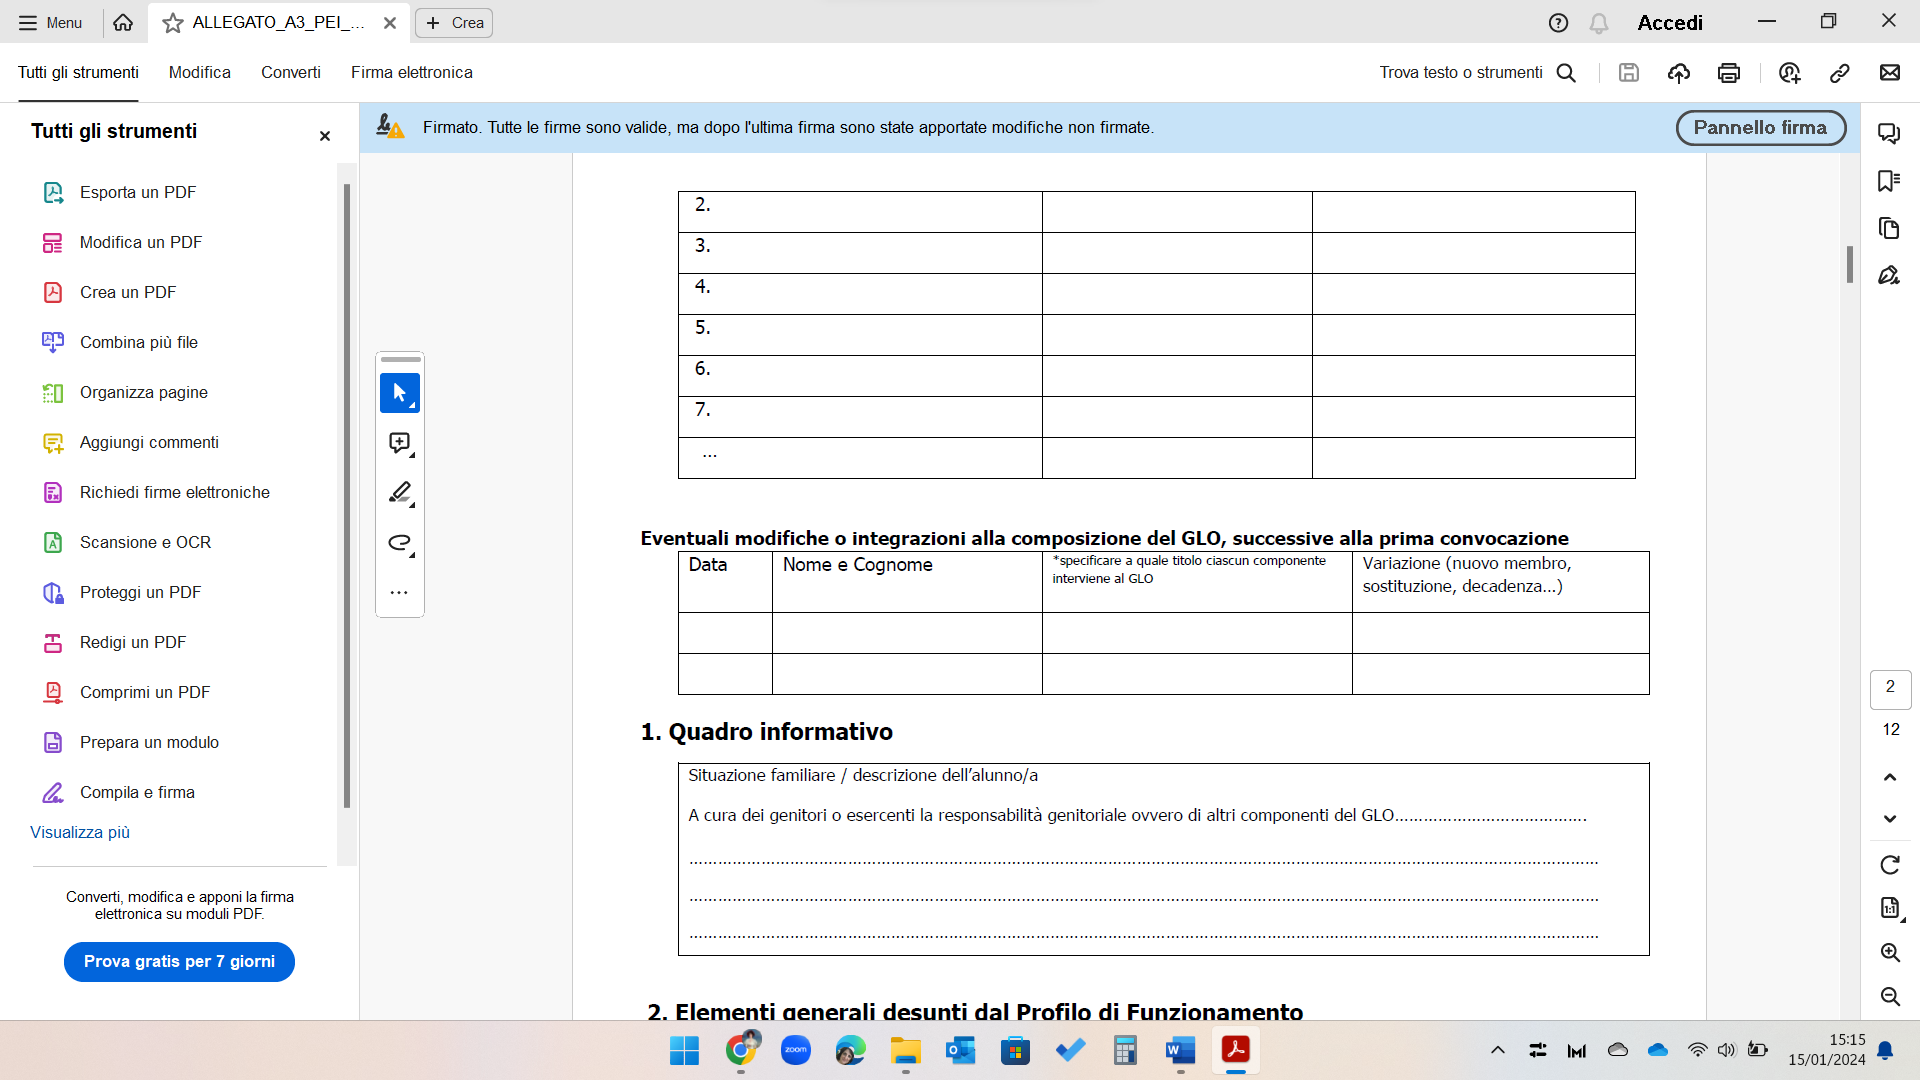 Menu
ALLEGATO_A3_PEI_...
Crea
Accedi
Tutti gli strumenti
Modifica
Converti
Firma elettronica
Trova testo o strumenti
Tutti gli strumenti
Firmato. Tutte le firme sono valide, ma dopo l'ultima firma sono state apportate modifiche non firmate.
Pannello firma
Esporta un PDF
Modifica un PDF
Crea un PDF
Combina più file
Organizza pagine
Aggiungi commenti
Richiedi firme elettroniche
Scansione e OCR
Proteggi un PDF
Redigi un PDF
Comprimi un PDF
Prepara un modulo
Compila e firma
Visualizza più
Converti, modifica e apponi la firma
elettronica su moduli PDF.
Prova gratis per 7 giorni
2.
3.
4.
5.
6.
7.
...
Eventuali modifiche o integrazioni alla composizione del GLO, successive alla prima convocazione
Data
Nome e Cognome
*specificare a quale titolo ciascun componente
interviene al GLO
Variazione (nuovo membro,
sostituzione, decadenza...)
1. Quadro informativo
Situazione familiare / descrizione dell'alunno/a
A cura dei genitori o esercenti la responsabilità genitoriale ovvero di altri componenti del GLO………………………………….
………………………………………………………………………………………………………………………………………………………………………
………………………………………………………………………………………………………………………………………………………………………
………………………………………………………………………………………………………………………………………………………………………
2. Elementi generali desunti dal Profilo di Funzionamento
2
12
1:1
zoom
15:15
15/01/2024